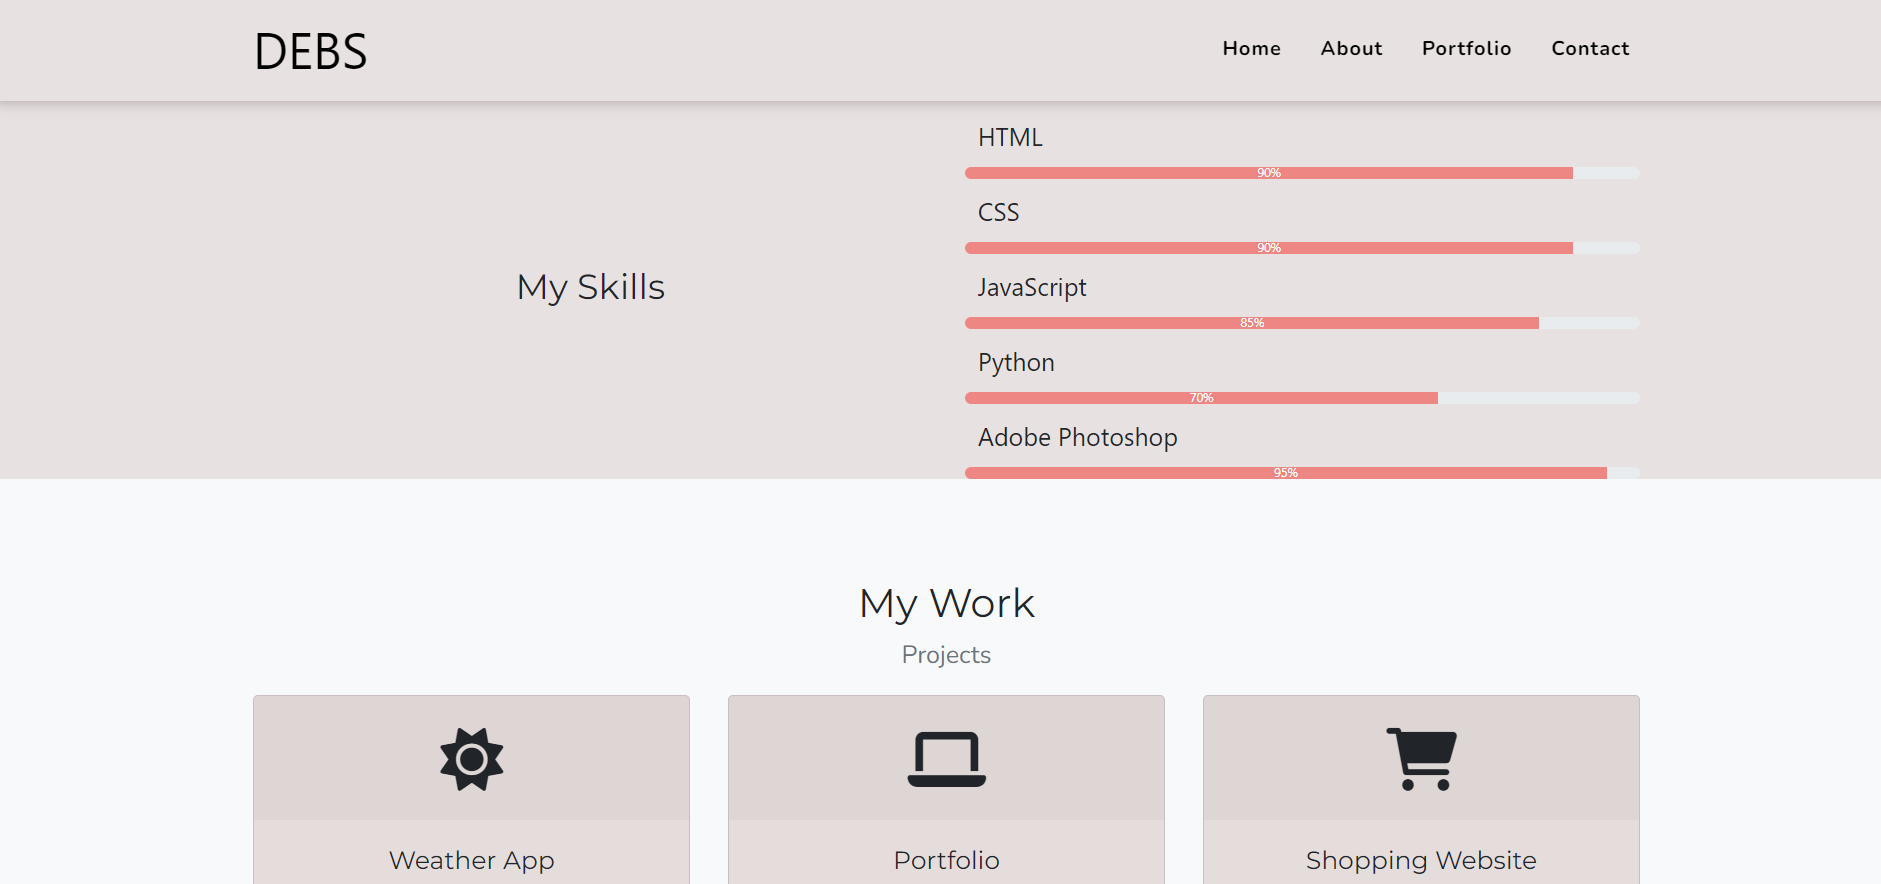 DEBS
Home About Portfolio Contact
My Skills
HTML
90%
CSS
90%
JavaScript
85%
Python
70%
Adobe Photoshop
95%
My Work
Projects
Weather App
Portfolio
Shopping Website